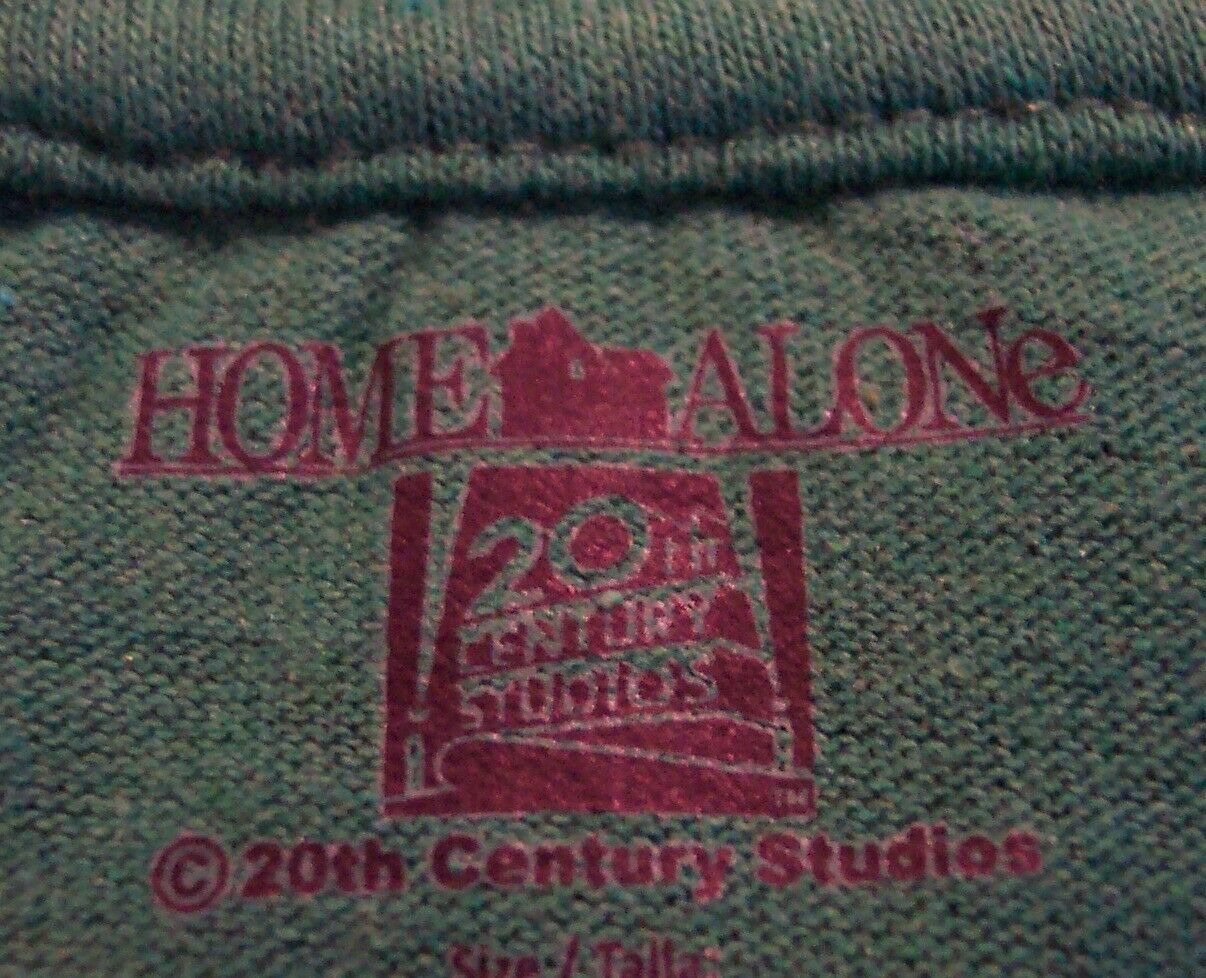 HOME ALONe
20th
CENTURY
STUDIOS
TM
© 20th Century Studios
Size / Talla: